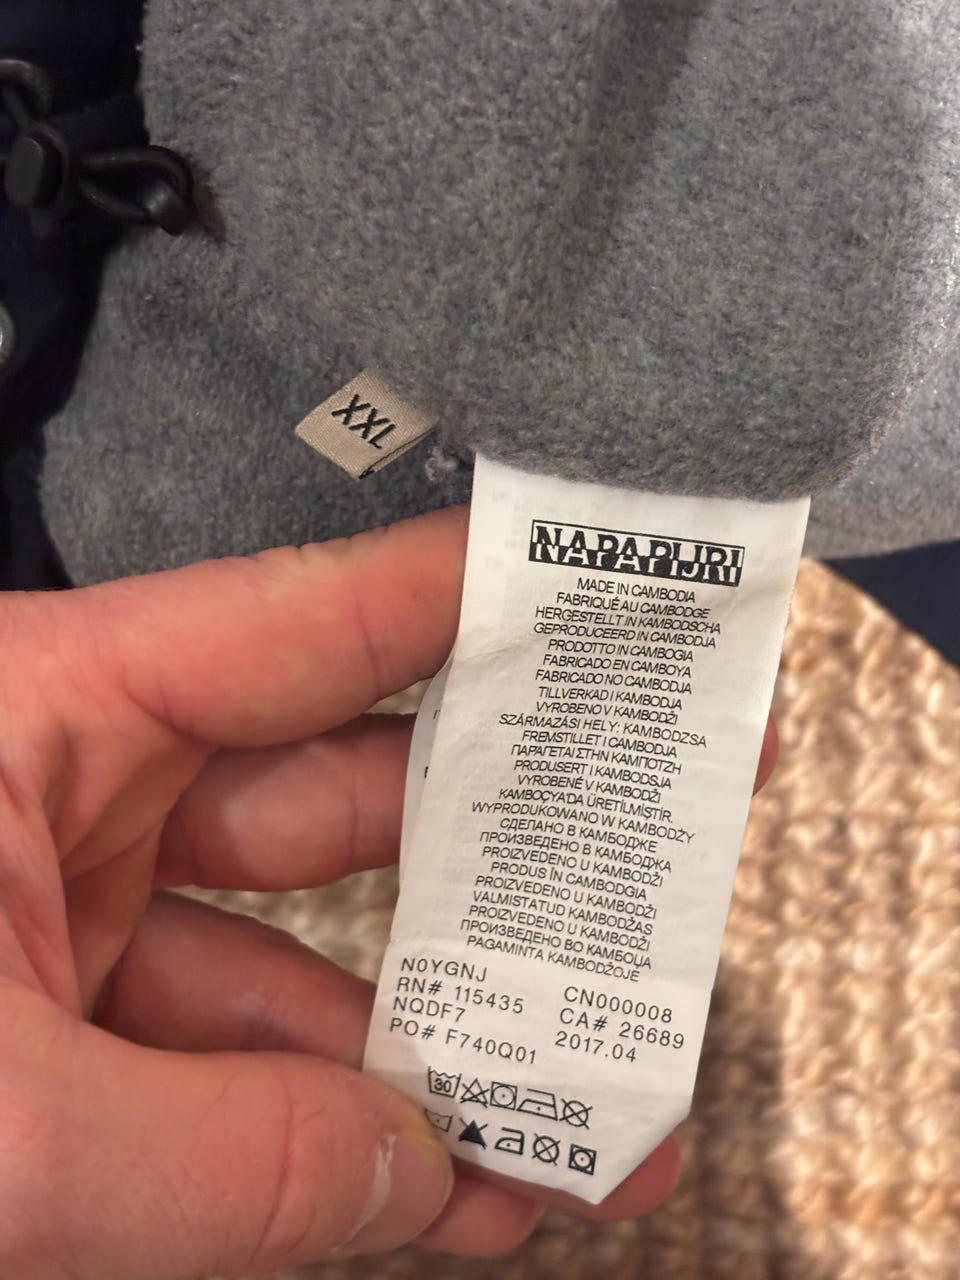 XXL
NAPAPIJRI
MADE IN CAMBODIA
FABRIQUÉ AU CAMBODGE
HERGESTELLT IN KAMBODSCHA
GEPRODUCEERD IN CAMBODJA
PRODOTTO IN CAMBOGIA
FABRICADO EN CAMBOYA
FABRICADO NO CAMBODJA
TILLVERKAD I KAMBODJA
VYROBENO V KAMBODŽI
SZÁRMAZÁSI HELY: KAMBODZSA
FREMSTILLET I CAMBODJA
ΠΑΡΑΓΕΤΑΙ ΣΤΗΝ ΚΑΜΠΟΤΖΗ
PRODUSERT I KAMBODSJA
VYROBENÉ V KAMBODŽI
KAMBOÇYA'DA ÜRETİLMİŞTİR.
WYPRODUKOWANO W KAMBODŻY
СДЕЛАНО В КАМБОДЖЕ
ПРОИЗВЕДЕНО В КАМБОДЖА
PROIZVEDENO U KAMBODŽI
PRODUS ÎN CAMBODGIA
PROIZVEDENO U KAMBODŽI
VALMISTATUD KAMBODŽAS
PROIZVEDENO U KAMBODŽI
ПРОИЗВЕДЕНО ВО КАМБОЏА
PAGAMINTA KAMBODŽOJE
N0YGNJ CN000008
RN# 115435 CA# 26689
NQDF7 2017.04
PO# F740Q01
30